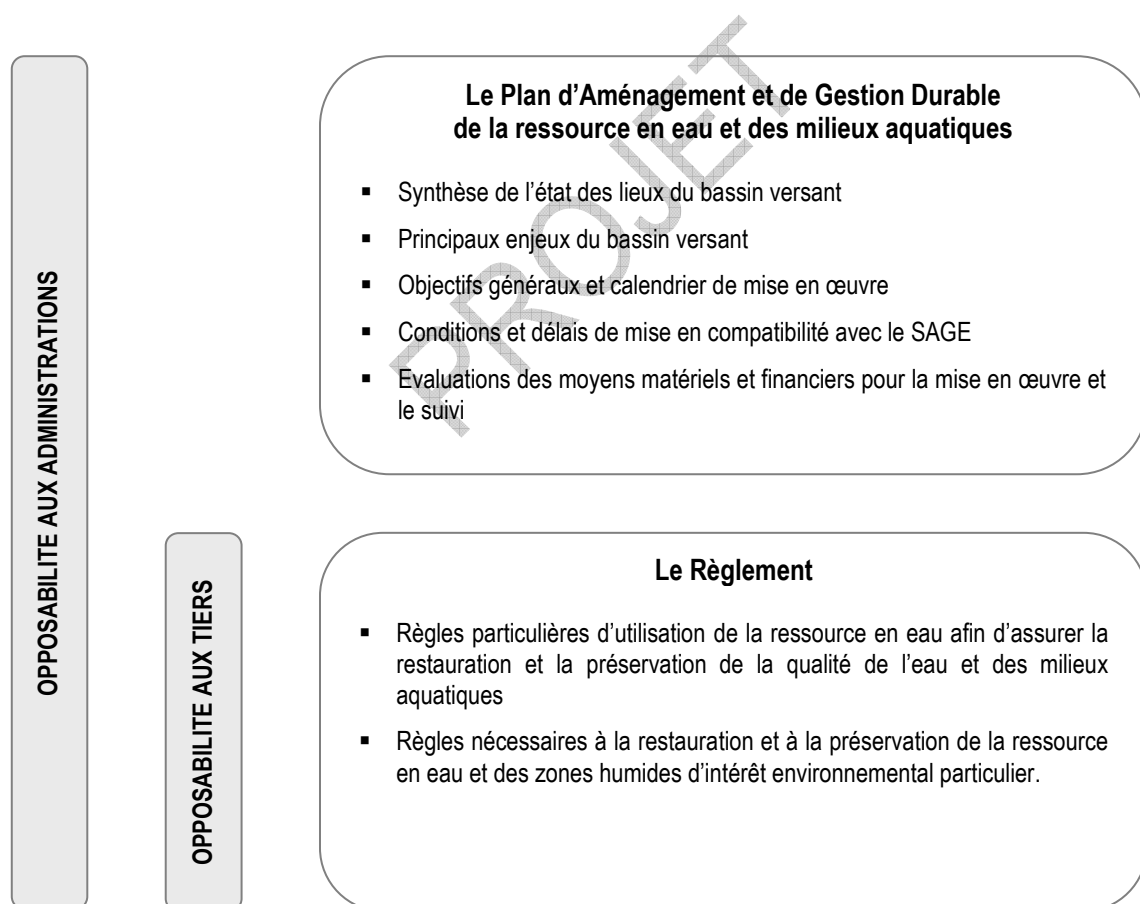 OPPOSABILITE AUX ADMINISTRATIONS
Le Plan d’Aménagement et de Gestion Durable
de la ressource en eau et des milieux aquatiques
▪ Synthèse de l’état des lieux du bassin versant
▪ Principaux enjeux du bassin versant
▪ Objectifs généraux et calendrier de mise en œuvre
▪ Conditions et délais de mise en compatibilité avec le SAGE
▪ Evaluations des moyens matériels et financiers pour la mise en œuvre et
le suivi
PROJET
OPPOSABILITE AUX TIERS
Le Règlement
▪ Règles particulières d’utilisation de la ressource en eau afin d’assurer la
restauration et la préservation de la qualité de l’eau et des milieux
aquatiques
▪ Règles nécessaires à la restauration et à la préservation de la ressource
en eau et des zones humides d’intérêt environnemental particulier.